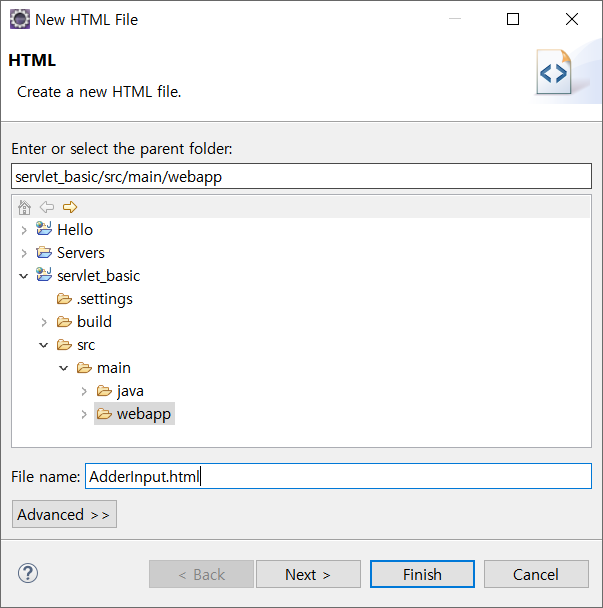 New HTML File
HTML
Create a new HTML file.
Enter or select the parent folder:
servlet_basic/src/main/webapp
Hello
Servers
servlet_basic
.settings
build
src
main
java
webapp
File name: AdderInput.html
Advanced >>
? < Back Next > Finish Cancel